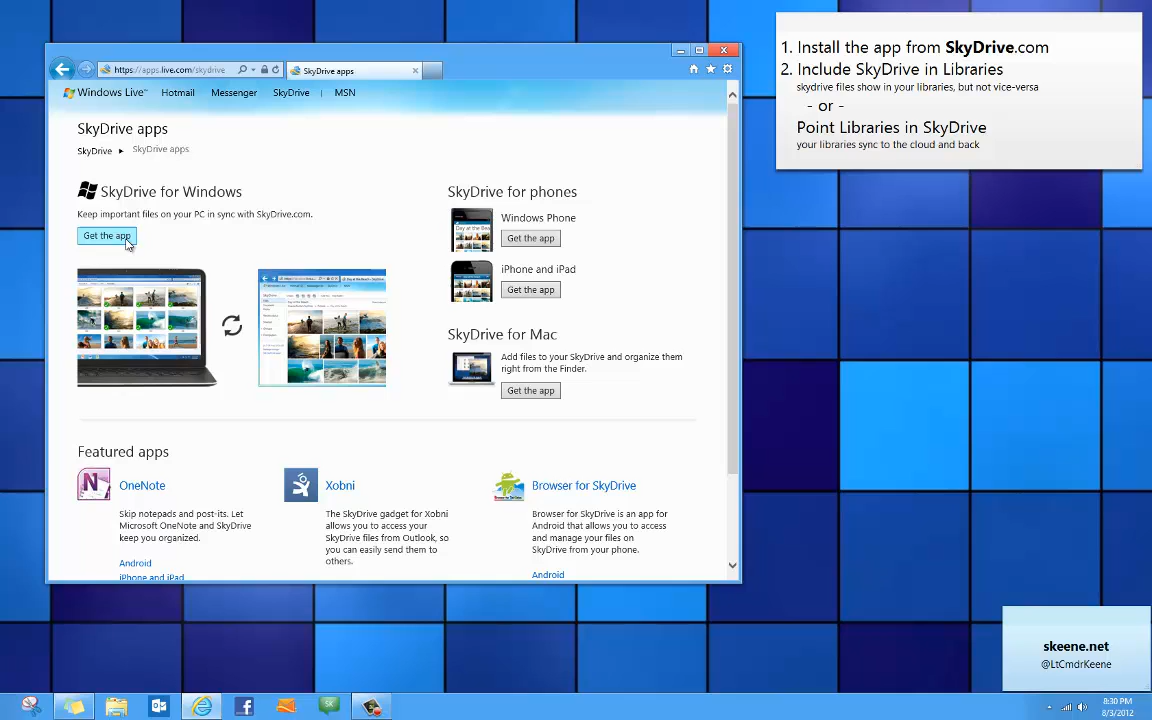 https://apps.live.com/skydrive
SkyDrive apps
Windows Live™ Hotmail Messenger SkyDrive | MSN
SkyDrive apps
SkyDrive ▸ SkyDrive apps
SkyDrive for Windows
Keep important files on your PC in sync with SkyDrive.com.
Get the app
SkyDrive for phones
Windows Phone
Get the app
iPhone and iPad
Get the app
SkyDrive for Mac
Add files to your SkyDrive and organize them
right from the Finder.
Get the app
Featured apps
OneNote
Skip notepads and post-its. Let
Microsoft OneNote and SkyDrive
keep you organized.
Android
iPhone and iPad
Xobni
The SkyDrive gadget for Xobni
allows you to access your
SkyDrive files from Outlook, so
you can easily send them to
others.
Browser for SkyDrive
Browser for SkyDrive is an app for
Android that allows you to access
and manage your files on
SkyDrive from your phone.
Android
1. Install the app from SkyDrive.com
2. Include SkyDrive in Libraries
skydrive files show in your libraries, but not vice-versa
- or -
Point Libraries in SkyDrive
your libraries sync to the cloud and back
skeene.net
@LtCmdrKeene
8:30 PM
8/3/2012